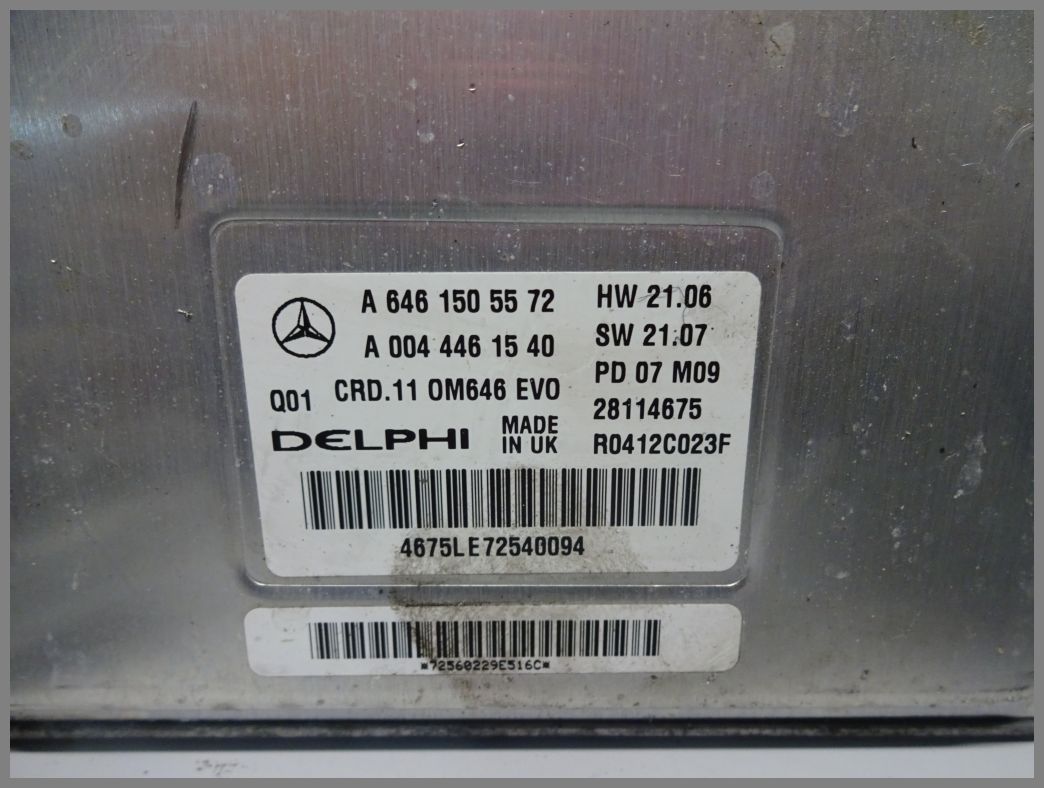 A 646 150 55 72
A 004 446 15 40
Q01 CRD.11 OM646 EVO
DELPHI MADE IN UK
HW 21.06
SW 21.07
PD 07 M09
28114675
R0412C023F
4675LE72540094
*72560229E516C*